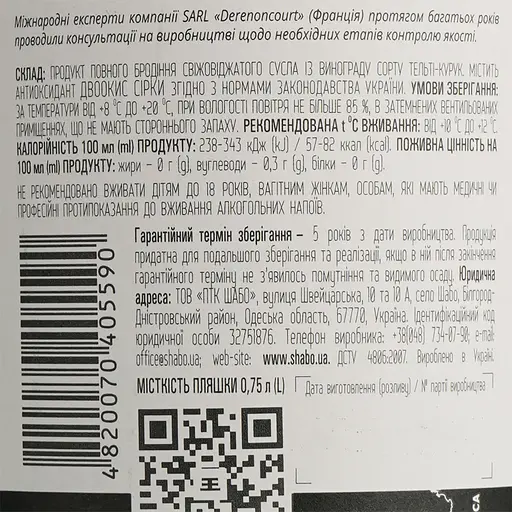 Міжнародні експерти компанії SARL «Derenoncourt» (Франція) протягом багатьох років
проводили консультації на виробництві щодо необхідних етапів контролю якості.
СКЛАД: ПРОДУКТ ПОВНОГО БРОДІННЯ СВІЖОВІДЖАТОГО СУСЛА ІЗ ВИНОГРАДУ СОРТУ ТЕЛЬТІ-КУРУК. МІСТИТЬ
АНТИОКСИДАНТ ДВООКИС СІРКИ ЗГІДНО З НОРМАМИ ЗАКОНОДАВСТВА УКРАЇНИ. УМОВИ ЗБЕРІГАННЯ:
ЗА ТЕМПЕРАТУРИ ВІД +8 °C ДО +20 °C, ПРИ ВОЛОГОСТІ ПОВІТРЯ НЕ БІЛЬШЕ 85 %, В ЗАТЕМНЕНИХ ВЕНТИЛЬОВАНИХ
ПРИМІЩЕННЯХ, ЩО НЕ МАЮТЬ СТОРОННЬОГО ЗАПАХУ. РЕКОМЕНДОВАНА t °C ВЖИВАННЯ: ВІД +10 °C ДО +12 °C.
КАЛОРІЙНІСТЬ 100 мл (ml) ПРОДУКТУ: 238-343 кДж (kJ) / 57-82 ккал (kcal). ПОЖИВНА ЦІННІСТЬ НА
100 мл (ml) ПРОДУКТУ: жири – 0 г (g), вуглеводи – 0,3 г (g), білки – 0 г (g).
НЕ РЕКОМЕНДОВАНО ВЖИВАТИ ДІТЯМ ДО 18 РОКІВ, ВАГІТНИМ ЖІНКАМ, ОСОБАМ, ЯКІ МАЮТЬ МЕДИЧНІ ЧИ
ПРОФЕСІЙНІ ПРОТИПОКАЗАННЯ ДО ВЖИВАННЯ АЛКОГОЛЬНИХ НАПОЇВ.
Гарантійний термін зберігання – 5 років з дати виробництва. Продукція
придатна для подальшого зберігання та реалізації, якщо в ній після закінчення
гарантійного терміну не з'явилось помутніння та видимого осаду. Юридична
адреса: ТОВ «ПТК ШАБО», вулиця Швейцарська, 10 та 10 А, село Шабо, Білгород-
Дністровський район, Одеська область, 67770, Україна. Ідентифікаційний код
юридичної особи 32751876. Телефон виробника: +38(048) 734-07-90; e-mail:
office@shabo.ua; web-site: www.shabo.ua. ДСТУ 4806:2007. Вироблено в Україні.
МІСТКІСТЬ ПЛЯШКИ 0,75 л (L)
Дата виготовлення (розливу) / № партії виробництва
4 820070 405590